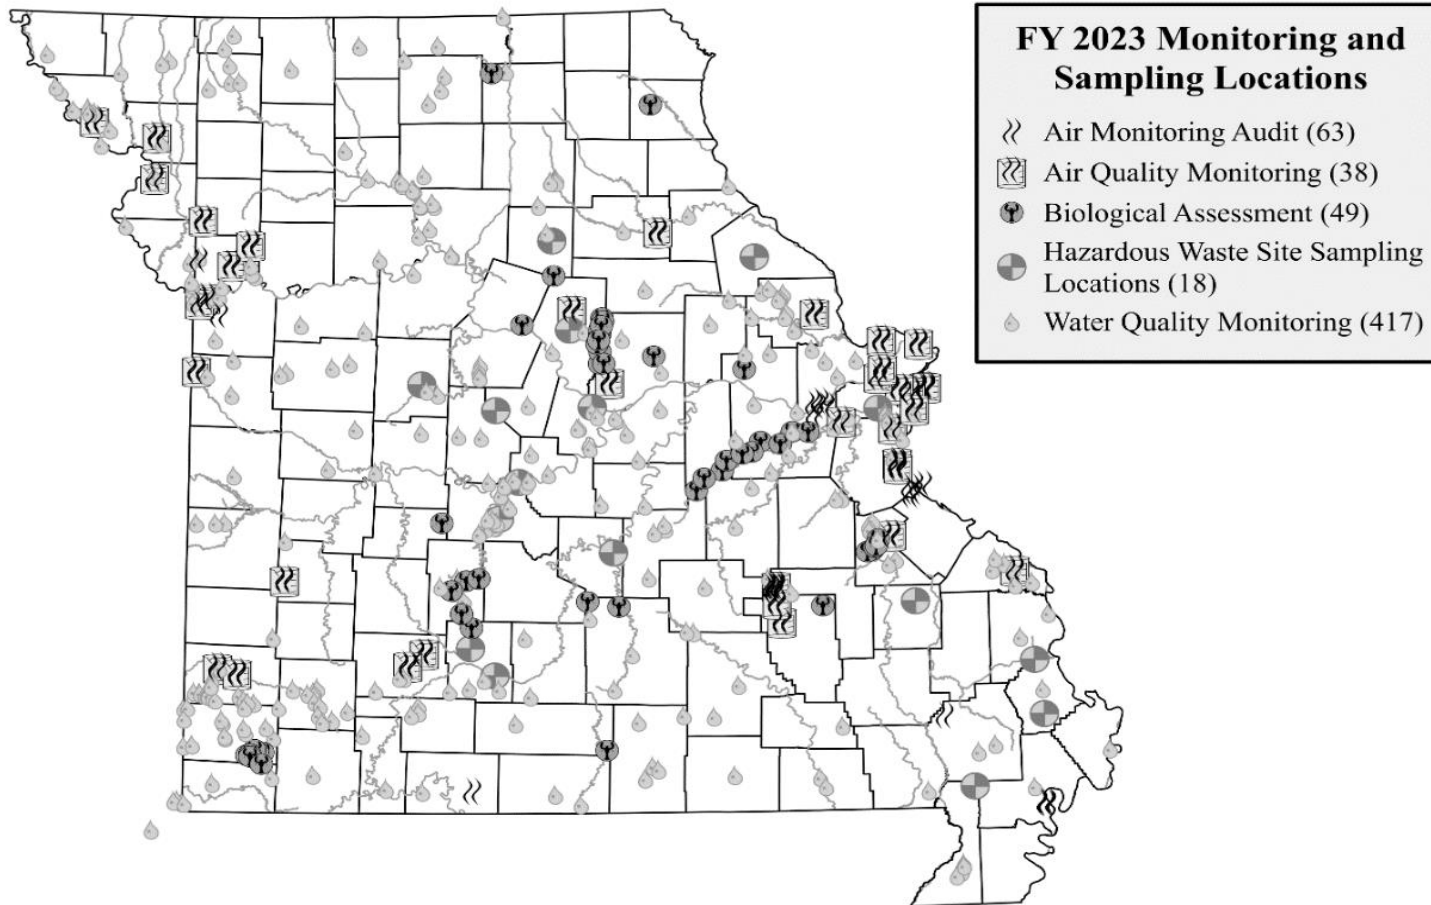 FY 2023 Monitoring and
Sampling Locations
Air Monitoring Audit (63)
Air Quality Monitoring (38)
Biological Assessment (49)
Hazardous Waste Site Sampling
Locations (18)
Water Quality Monitoring (417)